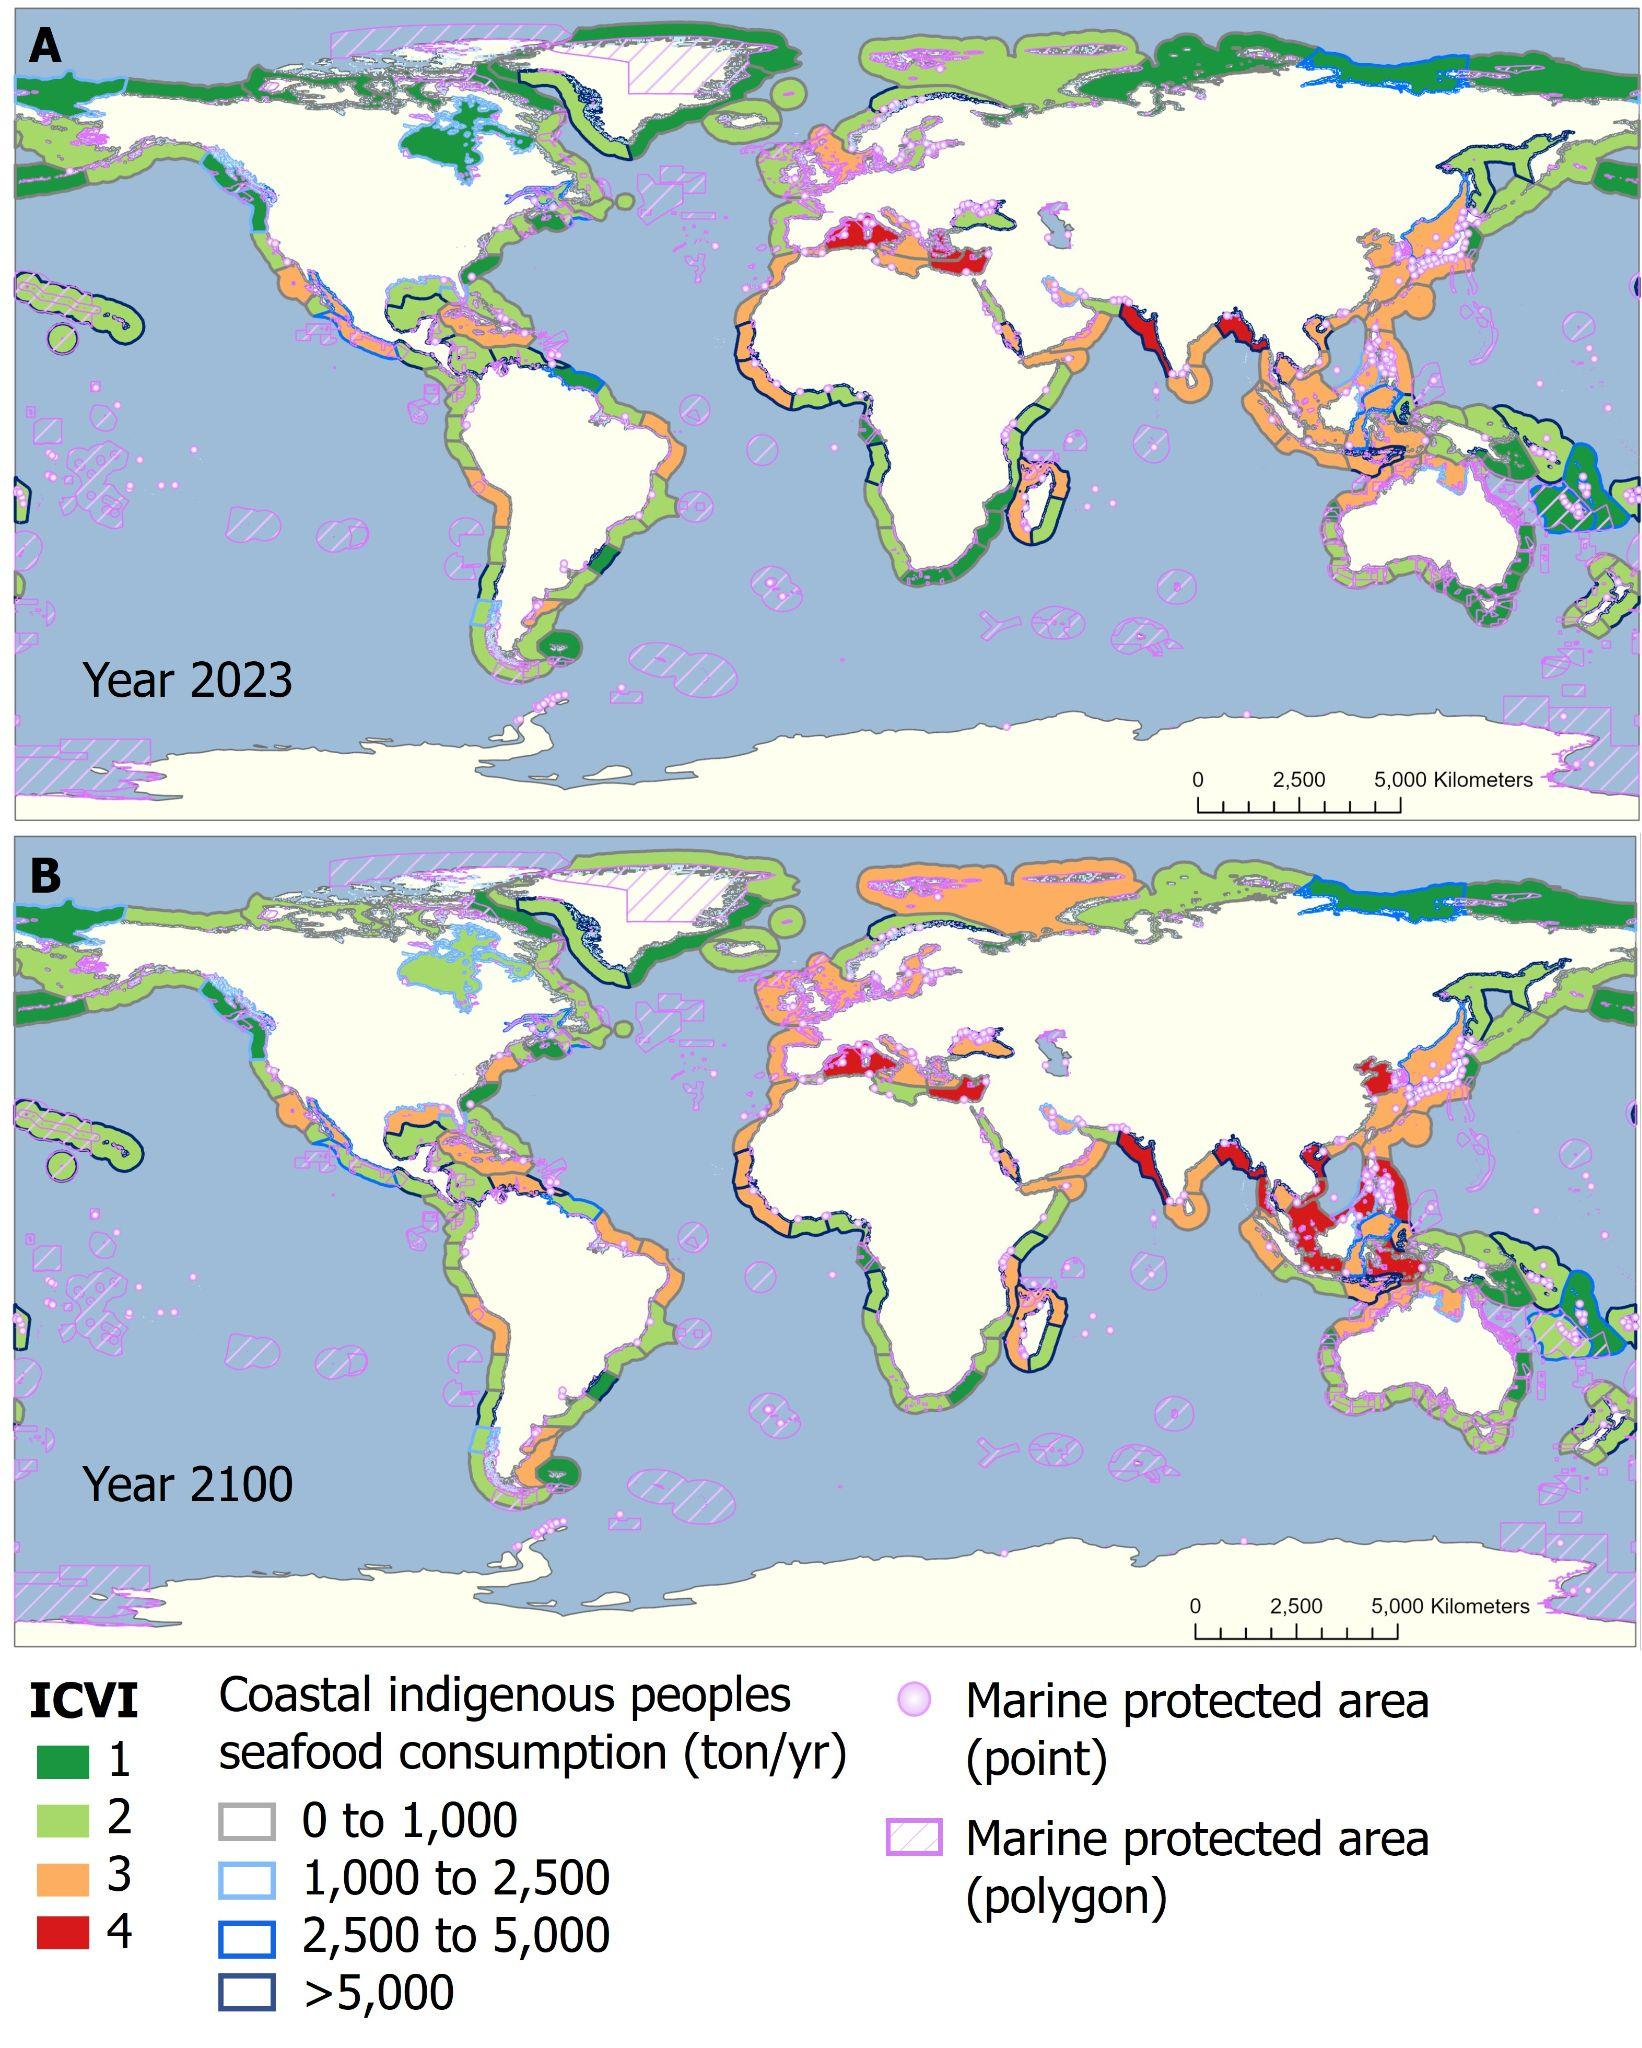 A
Year 2023
0 2,500 5,000 Kilometers
B
Year 2100
0 2,500 5,000 Kilometers
ICVI
1
2
3
4
Coastal indigenous peoples
seafood consumption (ton/yr)
0 to 1,000
1,000 to 2,500
2,500 to 5,000
>5,000
Marine protected area
(point)
Marine protected area
(polygon)